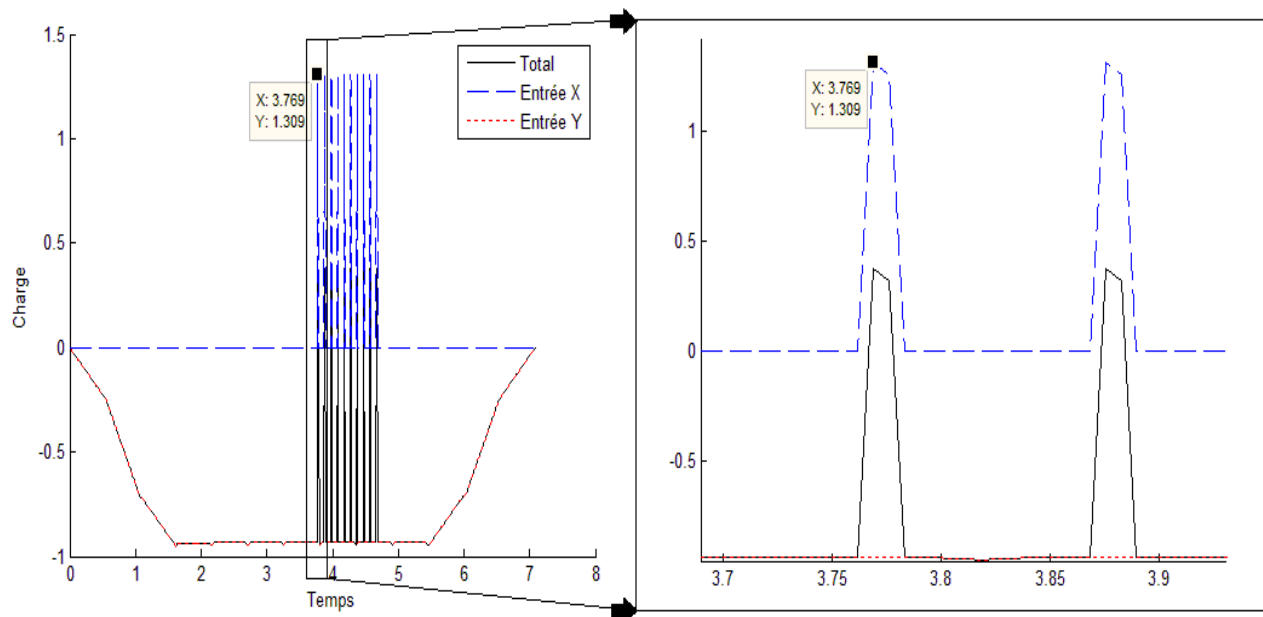 1.5
1
0.5
0
-0.5
-1
Charge
0 1 2 3 4 5 6 7 8
Temps
X: 3.769
Y: 1.309
Total
Entrée X
Entrée Y
1
0.5
0
-0.5
3.7 3.75 3.8 3.85 3.9
X: 3.769
Y: 1.309